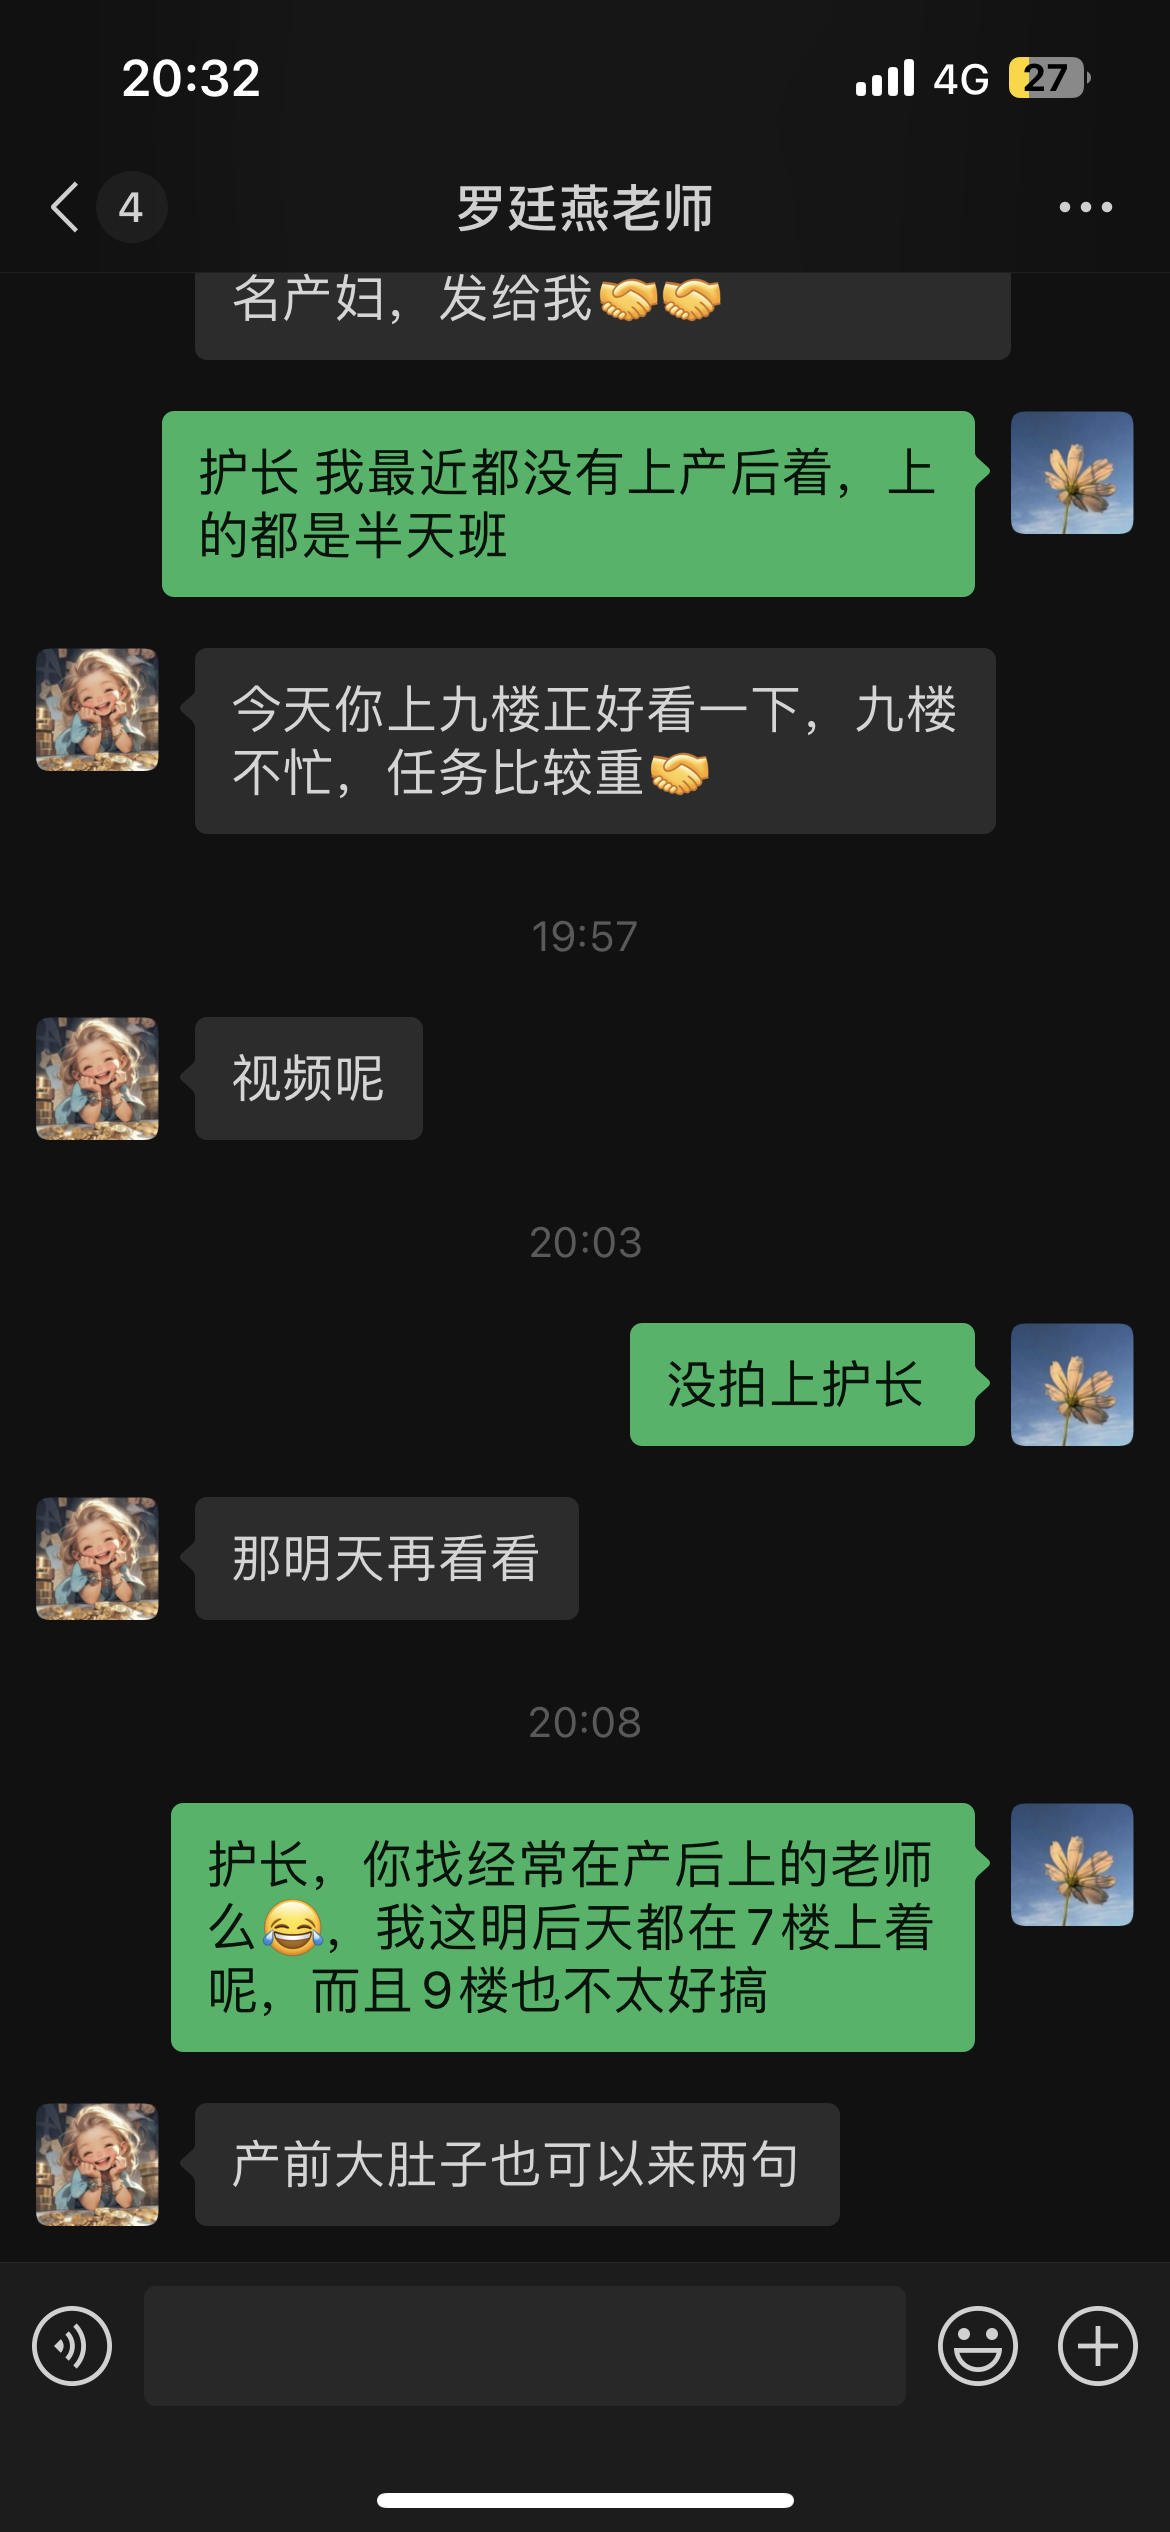 20:32
4G 27
4
罗廷燕老师
名产妇，发给我🤝🤝
护长 我最近都没有上产后着，上
的都是半天班
今天你上九楼正好看一下，九楼
不忙，任务比较重🤝
19:57
视频呢
20:03
没拍上护长
那明天再看看
20:08
护长，你找经常在产后上的老师
么😂，我这明后天都在7楼上着
呢，而且9楼也不太好搞
产前大肚子也可以来两句